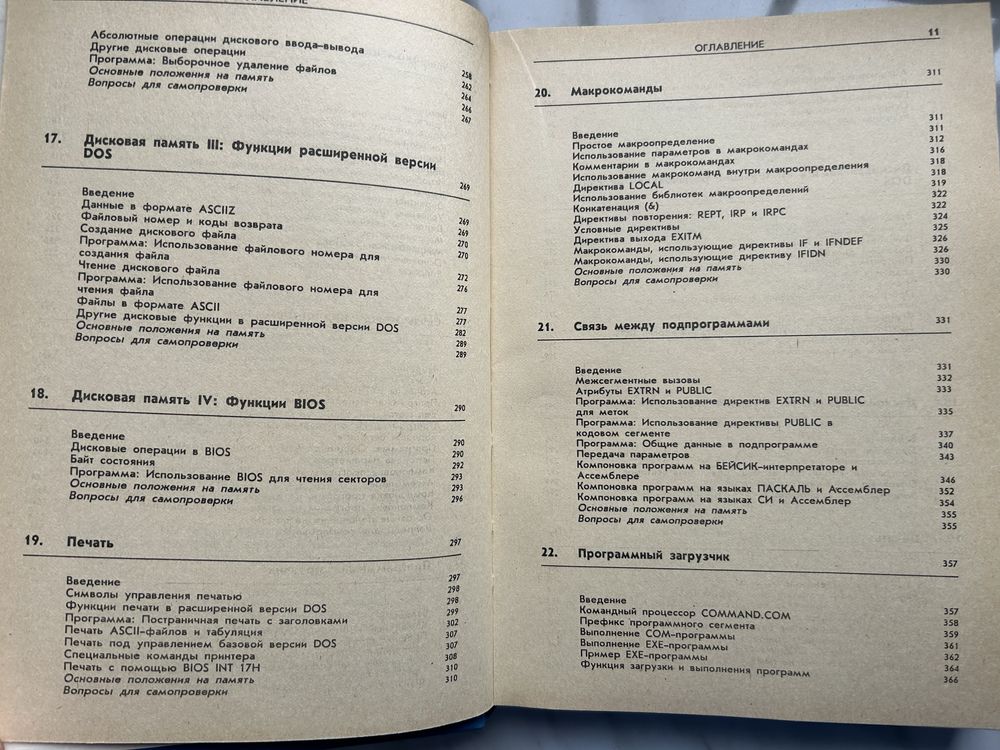 Абсолютные операции дискового ввода-вывода 258
Другие дисковые операции 262
Программа: Выборочное удаление файлов 264
Основные положения на память 266
Вопросы для самопроверки 267
17. Дисковая память III: Функции расширенной версии
DOS 269
Введение 269
Данные в формате ASCIIZ 269
Файловый номер и коды возврата 270
Создание дискового файла 270
Программа: Использование файлового номера для
создания файла 272
Чтение дискового файла 276
Программа: Использование файлового номера для
чтения файла 277
Файлы в формате ASCII 277
Другие дисковые функции в расширенной версии DOS 282
Основные положения на память 289
Вопросы для самопроверки 289
18. Дисковая память IV: Функции BIOS 290
Введение 290
Дисковые операции в BIOS 290
Байт состояния 292
Программа: Использование BIOS для чтения секторов 293
Основные положения на память 293
Вопросы для самопроверки 296
19. Печать 297
Введение 297
Символы управления печатью 298
Функции печати в расширенной версии DOS 298
Программа: Постраничная печать с заголовками 299
Печать ASCII-файлов и табуляция 302
Печать под управлением базовой версии DOS 307
Специальные команды принтера 307
Печать с помощью BIOS INT 17H 308
Основные положения на память 310
Вопросы для самопроверки 310
ОГЛАВЛЕНИЕ 11
20. Макрокоманды 311
Введение 311
Простое макроопределение 311
Использование параметров в макрокомандах 312
Комментарии в макрокомандах 316
Использование макрокоманд внутри макроопределения 318
Директива LOCAL 318
Использование библиотек макроопределений 319
Конкатенация (&) 322
Директивы повторения: REPT, IRP и IRPC 322
Условные директивы 324
Директива выхода EXITM 325
Макрокоманды, использующие директивы IF и IFNDEF 326
Макрокоманды, использующие директиву IFIDN 326
Основные положения на память 330
Вопросы для самопроверки 330
21. Связь между подпрограммами 331
Введение 331
Межсегментные вызовы 332
Атрибуты EXTRN и PUBLIC 333
Программа: Использование директив EXTRN и PUBLIC
для меток 335
Программа: Использование директивы PUBLIC в
кодовом сегменте 337
Программа: Общие данные в подпрограмме 340
Передача параметров 343
Компоновка программ на БЕЙСИК-интерпретаторе и
Ассемблере 346
Компоновка программ на языках ПАСКАЛЬ и Ассемблер 352
Компоновка программ на языках СИ и Ассемблер 354
Основные положения на память 355
Вопросы для самопроверки 355
22. Программный загрузчик 357
Введение 357
Командный процессор COMMAND.COM 358
Префикс программного сегмента 359
Выполнение COM-программы 361
Выполнение EXE-программы 362
Пример EXE-программы 364
Функция загрузки и выполнения программ 366